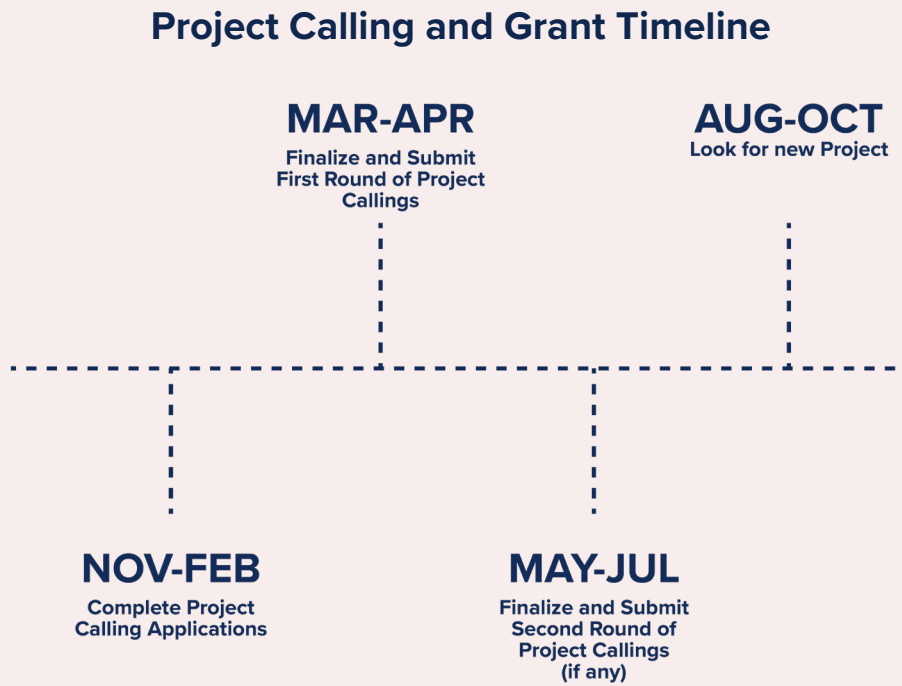 Project Calling and Grant Timeline
MAR-APR
Finalize and Submit
First Round of Project
Callings
AUG-OCT
Look for new Project
NOV-FEB
Complete Project
Calling Applications
MAY-JUL
Finalize and Submit
Second Round of
Project Callings
(if any)